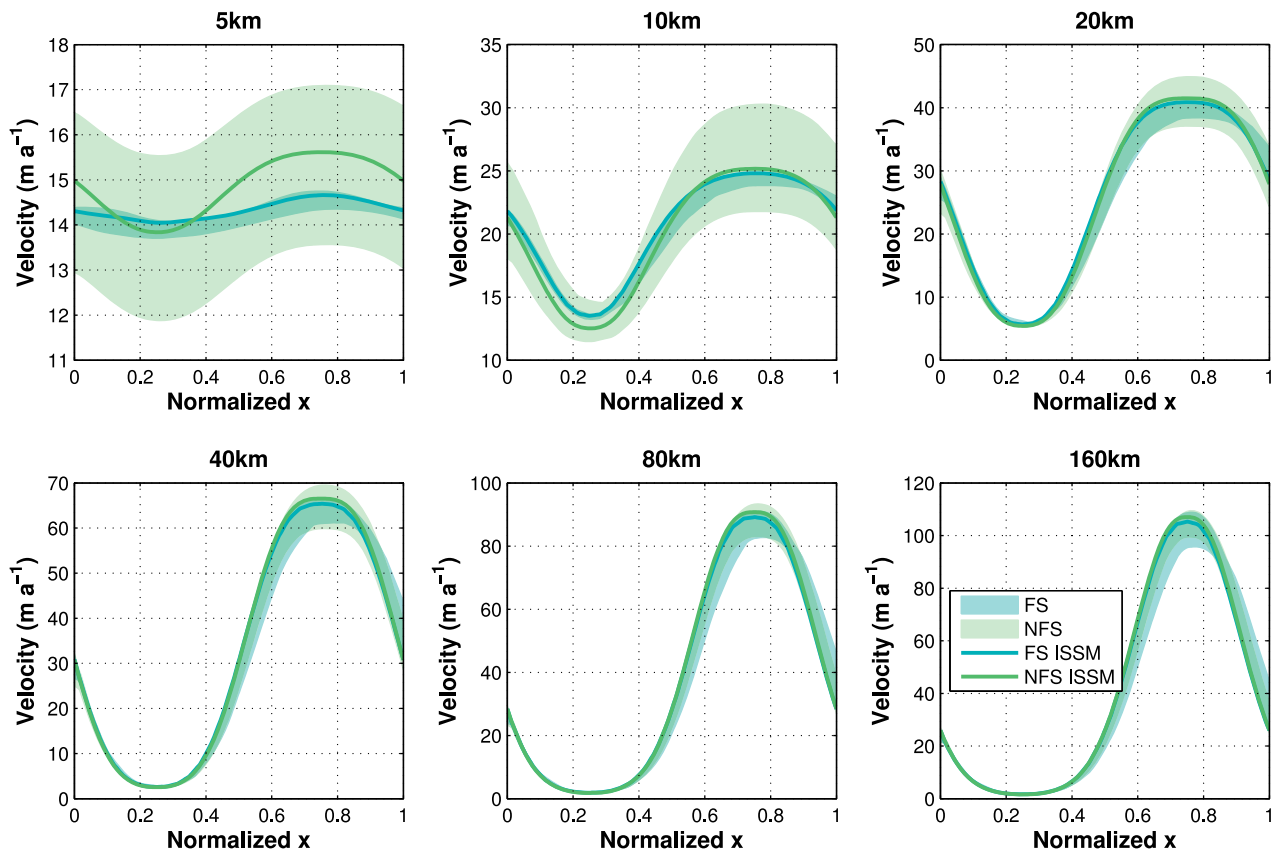 5km
18
17
16
15
14
13
12
11
0 0.2 0.4 0.6 0.8 1
Velocity (m a⁻¹)
Normalized x
10km
35
30
25
20
15
10
0 0.2 0.4 0.6 0.8 1
Velocity (m a⁻¹)
Normalized x
20km
50
40
30
20
10
0
0 0.2 0.4 0.6 0.8 1
Velocity (m a⁻¹)
Normalized x
40km
70
60
50
40
30
20
10
0
0 0.2 0.4 0.6 0.8 1
Velocity (m a⁻¹)
Normalized x
80km
100
80
60
40
20
0
0 0.2 0.4 0.6 0.8 1
Velocity (m a⁻¹)
Normalized x
160km
120
100
80
60
40
20
0
0 0.2 0.4 0.6 0.8 1
Velocity (m a⁻¹)
Normalized x
FS
NFS
FS ISSM
NFS ISSM